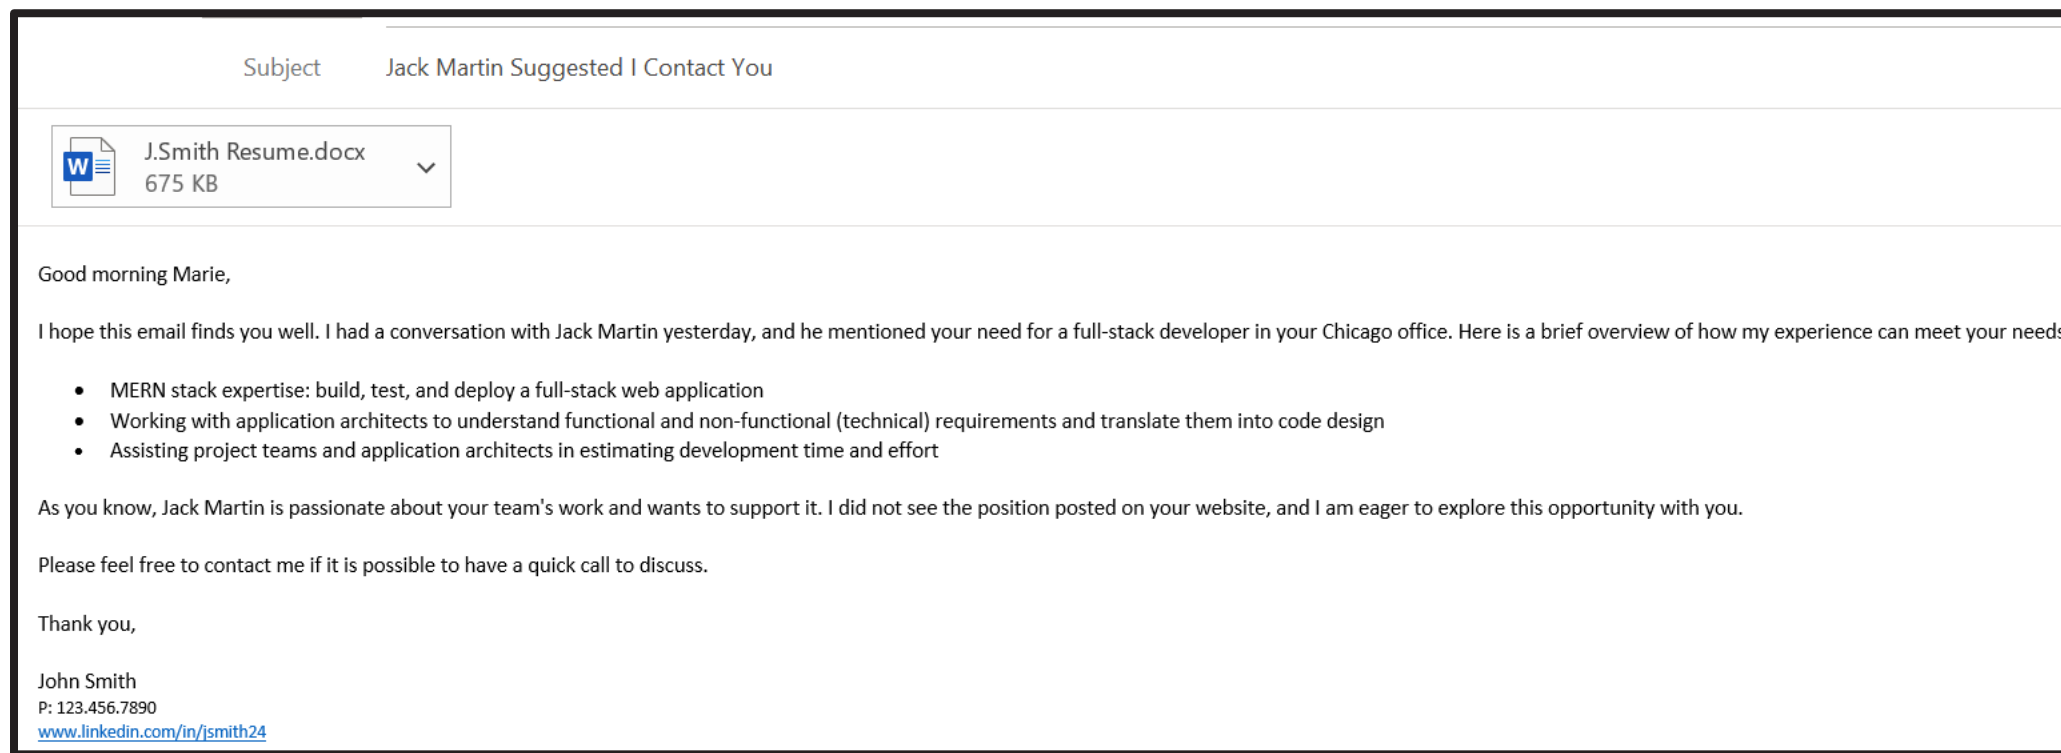 Subject Jack Martin Suggested I Contact You
W
J.Smith Resume.docx
675 KB
Good morning Marie,
I hope this email finds you well. I had a conversation with Jack Martin yesterday, and he mentioned your need for a full-stack developer in your Chicago office. Here is a brief overview of how my experience can meet your needs
• MERN stack expertise: build, test, and deploy a full-stack web application
• Working with application architects to understand functional and non-functional (technical) requirements and translate them into code design
• Assisting project teams and application architects in estimating development time and effort
As you know, Jack Martin is passionate about your team's work and wants to support it. I did not see the position posted on your website, and I am eager to explore this opportunity with you.
Please feel free to contact me if it is possible to have a quick call to discuss.
Thank you,
John Smith
P: 123.456.7890
www.linkedin.com/in/jsmith24